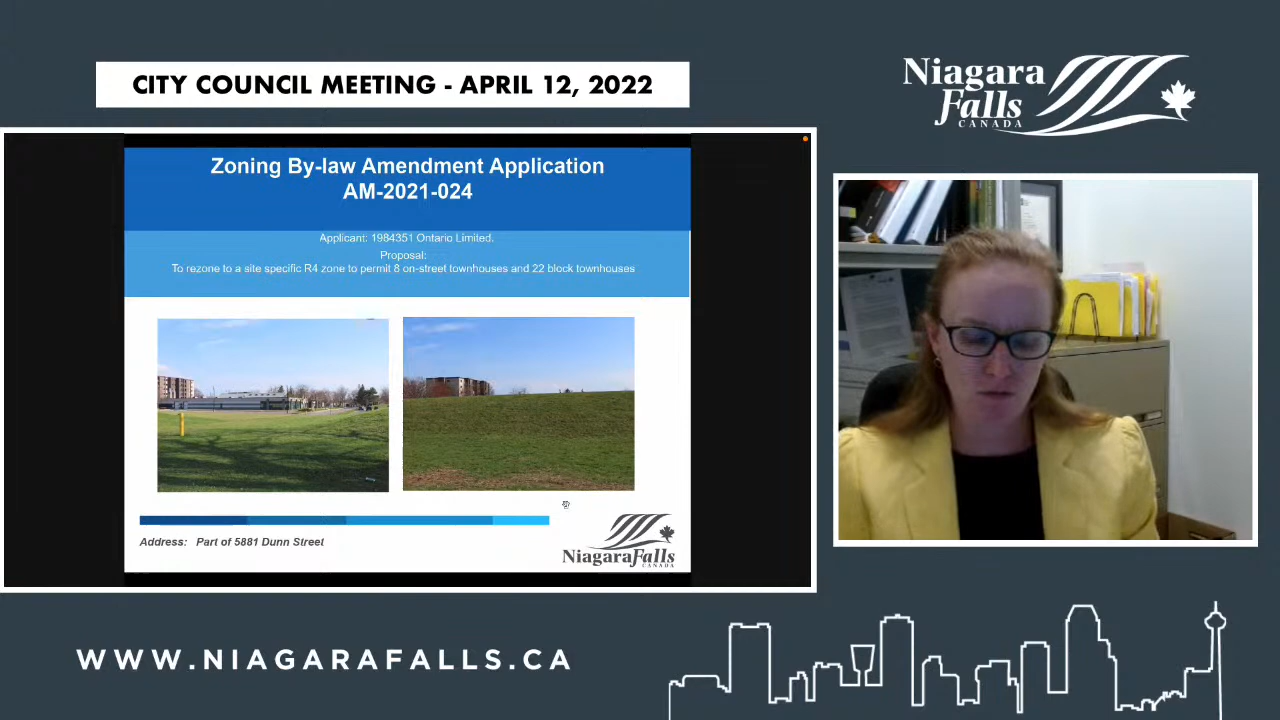 CITY COUNCIL MEETING - APRIL 12, 2022
Niagara
Falls
CANADA
Zoning By-law Amendment Application
AM-2021-024
Applicant: 1984351 Ontario Limited.
Proposal:
To rezone to a site specific R4 zone to permit 8 on-street townhouses and 22 block townhouses
Address: Part of 5881 Dunn Street
NiagaraFalls
CANADA
WWW.NIAGARAFALLS.CA